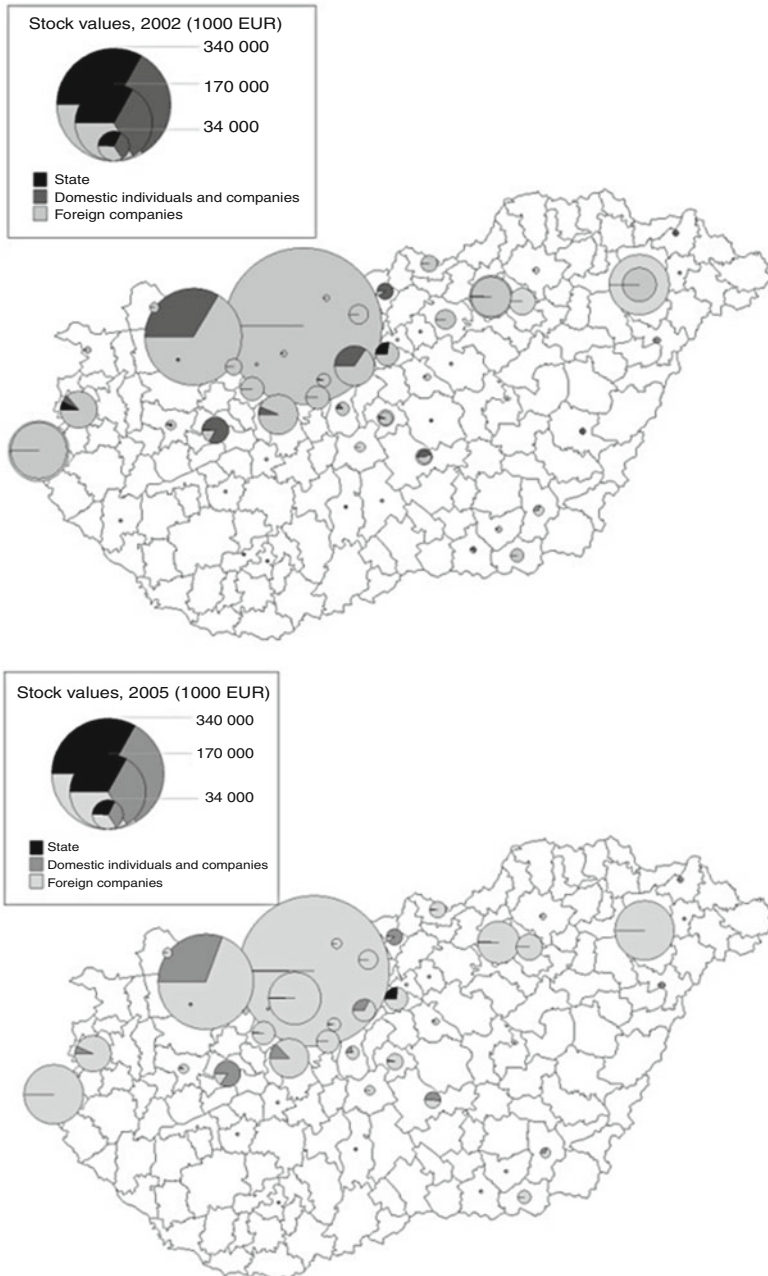 Stock values, 2002 (1000 EUR)
340 000
170 000
34 000
State
Domestic individuals and companies
Foreign companies
Stock values, 2005 (1000 EUR)
340 000
170 000
34 000
State
Domestic individuals and companies
Foreign companies